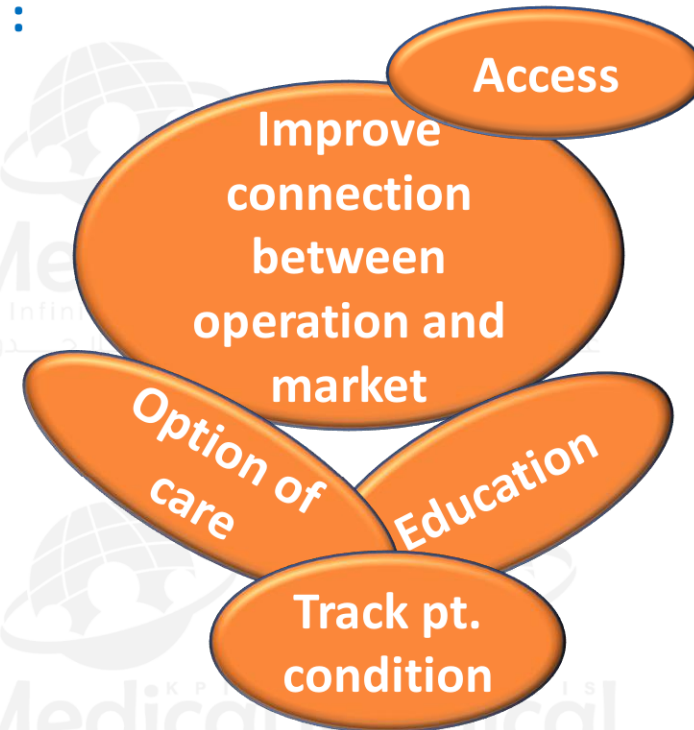 :
Access
Improve
connection
between
operation and
market
Option of
care
Education
Track pt.
condition